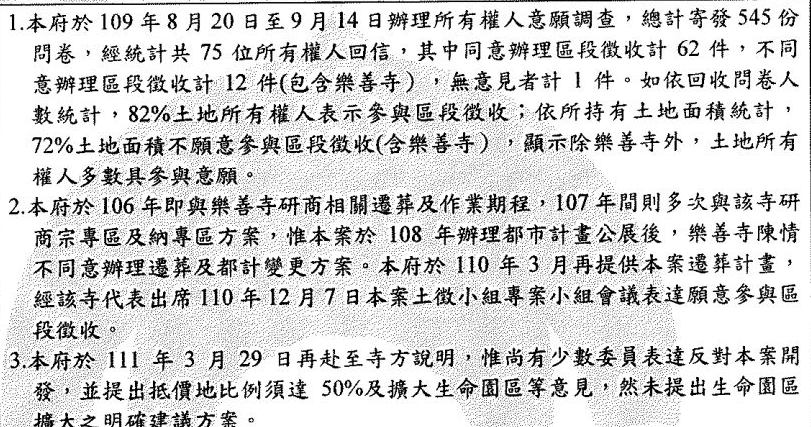 1.本府於 109 年 8 月 20 日至 9 月 14 日辦理所有權人意願調查，總計寄發 545 份
問卷，經統計共 75 位所有權人回信，其中同意辦理區段徵收計 62 件，不同
意辦理區段徵收計 12 件(包含樂善寺)，無意見者計 1 件。如依回收問卷人
數統計，82%土地所有權人表示參與區段徵收；依所持有土地面積統計，
72%土地面積不願意參與區段徵收(含樂善寺)，顯示除樂善寺外，土地所有
權人多數具參與意願。
2.本府於 106 年即與樂善寺研商相關遷葬及作業期程，107 年間則多次與該寺研
商宗專區及納專區方案，惟本案於 108 年辦理都市計畫公展後，樂善寺陳情
不同意辦理遷葬及都計變更方案。本府於 110 年 3 月再提供本案遷葬計畫，
經該寺代表出席 110 年 12 月 7 日本案土徵小組專案小組會議表達願意參與區
段徵收。
3.本府於 111 年 3 月 29 日再赴至寺方說明，惟尚有少數委員表達反對本案開
發，並提出抵價地比例須達 50%及擴大生命園區等意見，然未提出生命園區
擴大之明確建議方案。